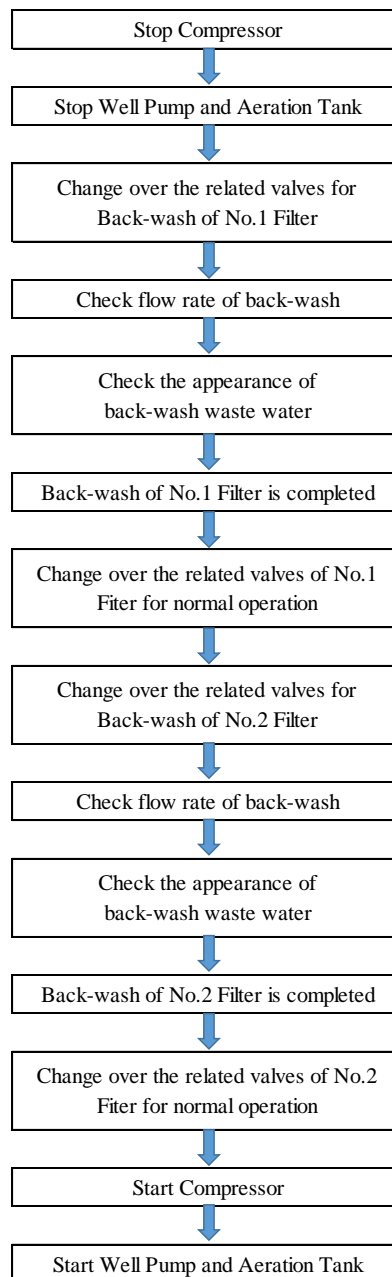 Stop Compressor
Stop Well Pump and Aeration Tank
Change over the related valves for
Back-wash of No.1 Filter
Check flow rate of back-wash
Check the appearance of
back-wash waste water
Back-wash of No.1 Filter is completed
Change over the related valves of No.1
Fiter for normal operation
Change over the related valves for
Back-wash of No.2 Filter
Check flow rate of back-wash
Check the appearance of
back-wash waste water
Back-wash of No.2 Filter is completed
Change over the related valves of No.2
Fiter for normal operation
Start Compressor
Start Well Pump and Aeration Tank